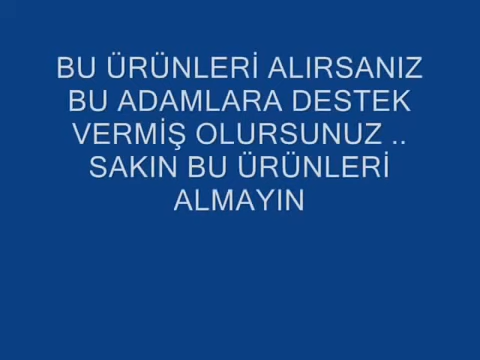 BU ÜRÜNLERİ ALIRSANIZ
BU ADAMLARA DESTEK
VERMİŞ OLURSUNUZ ..
SAKIN BU ÜRÜNLERİ
ALMAYIN